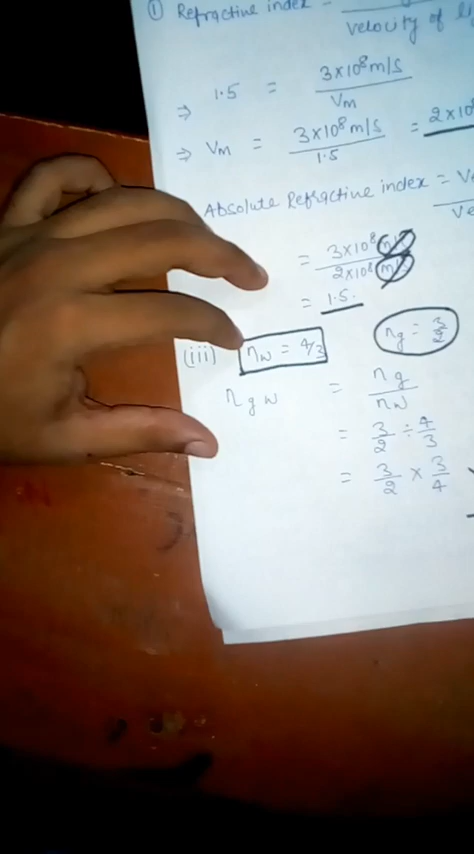 ① Refractive index =
velocity of
⇒ 1.5 = 3×10⁸ m/s / Vm
⇒ Vm = 3×10⁸ m/s / 1.5 = 2×10
Absolute Refractive index =
= 3×10⁸ m/s / 2×10⁸ m/s
= 1.5.
(iii) nw = 4/3 ng = 3/2
ngw = ng / nw
= 3/2 ÷ 4/3
= 3/2 × 3/4